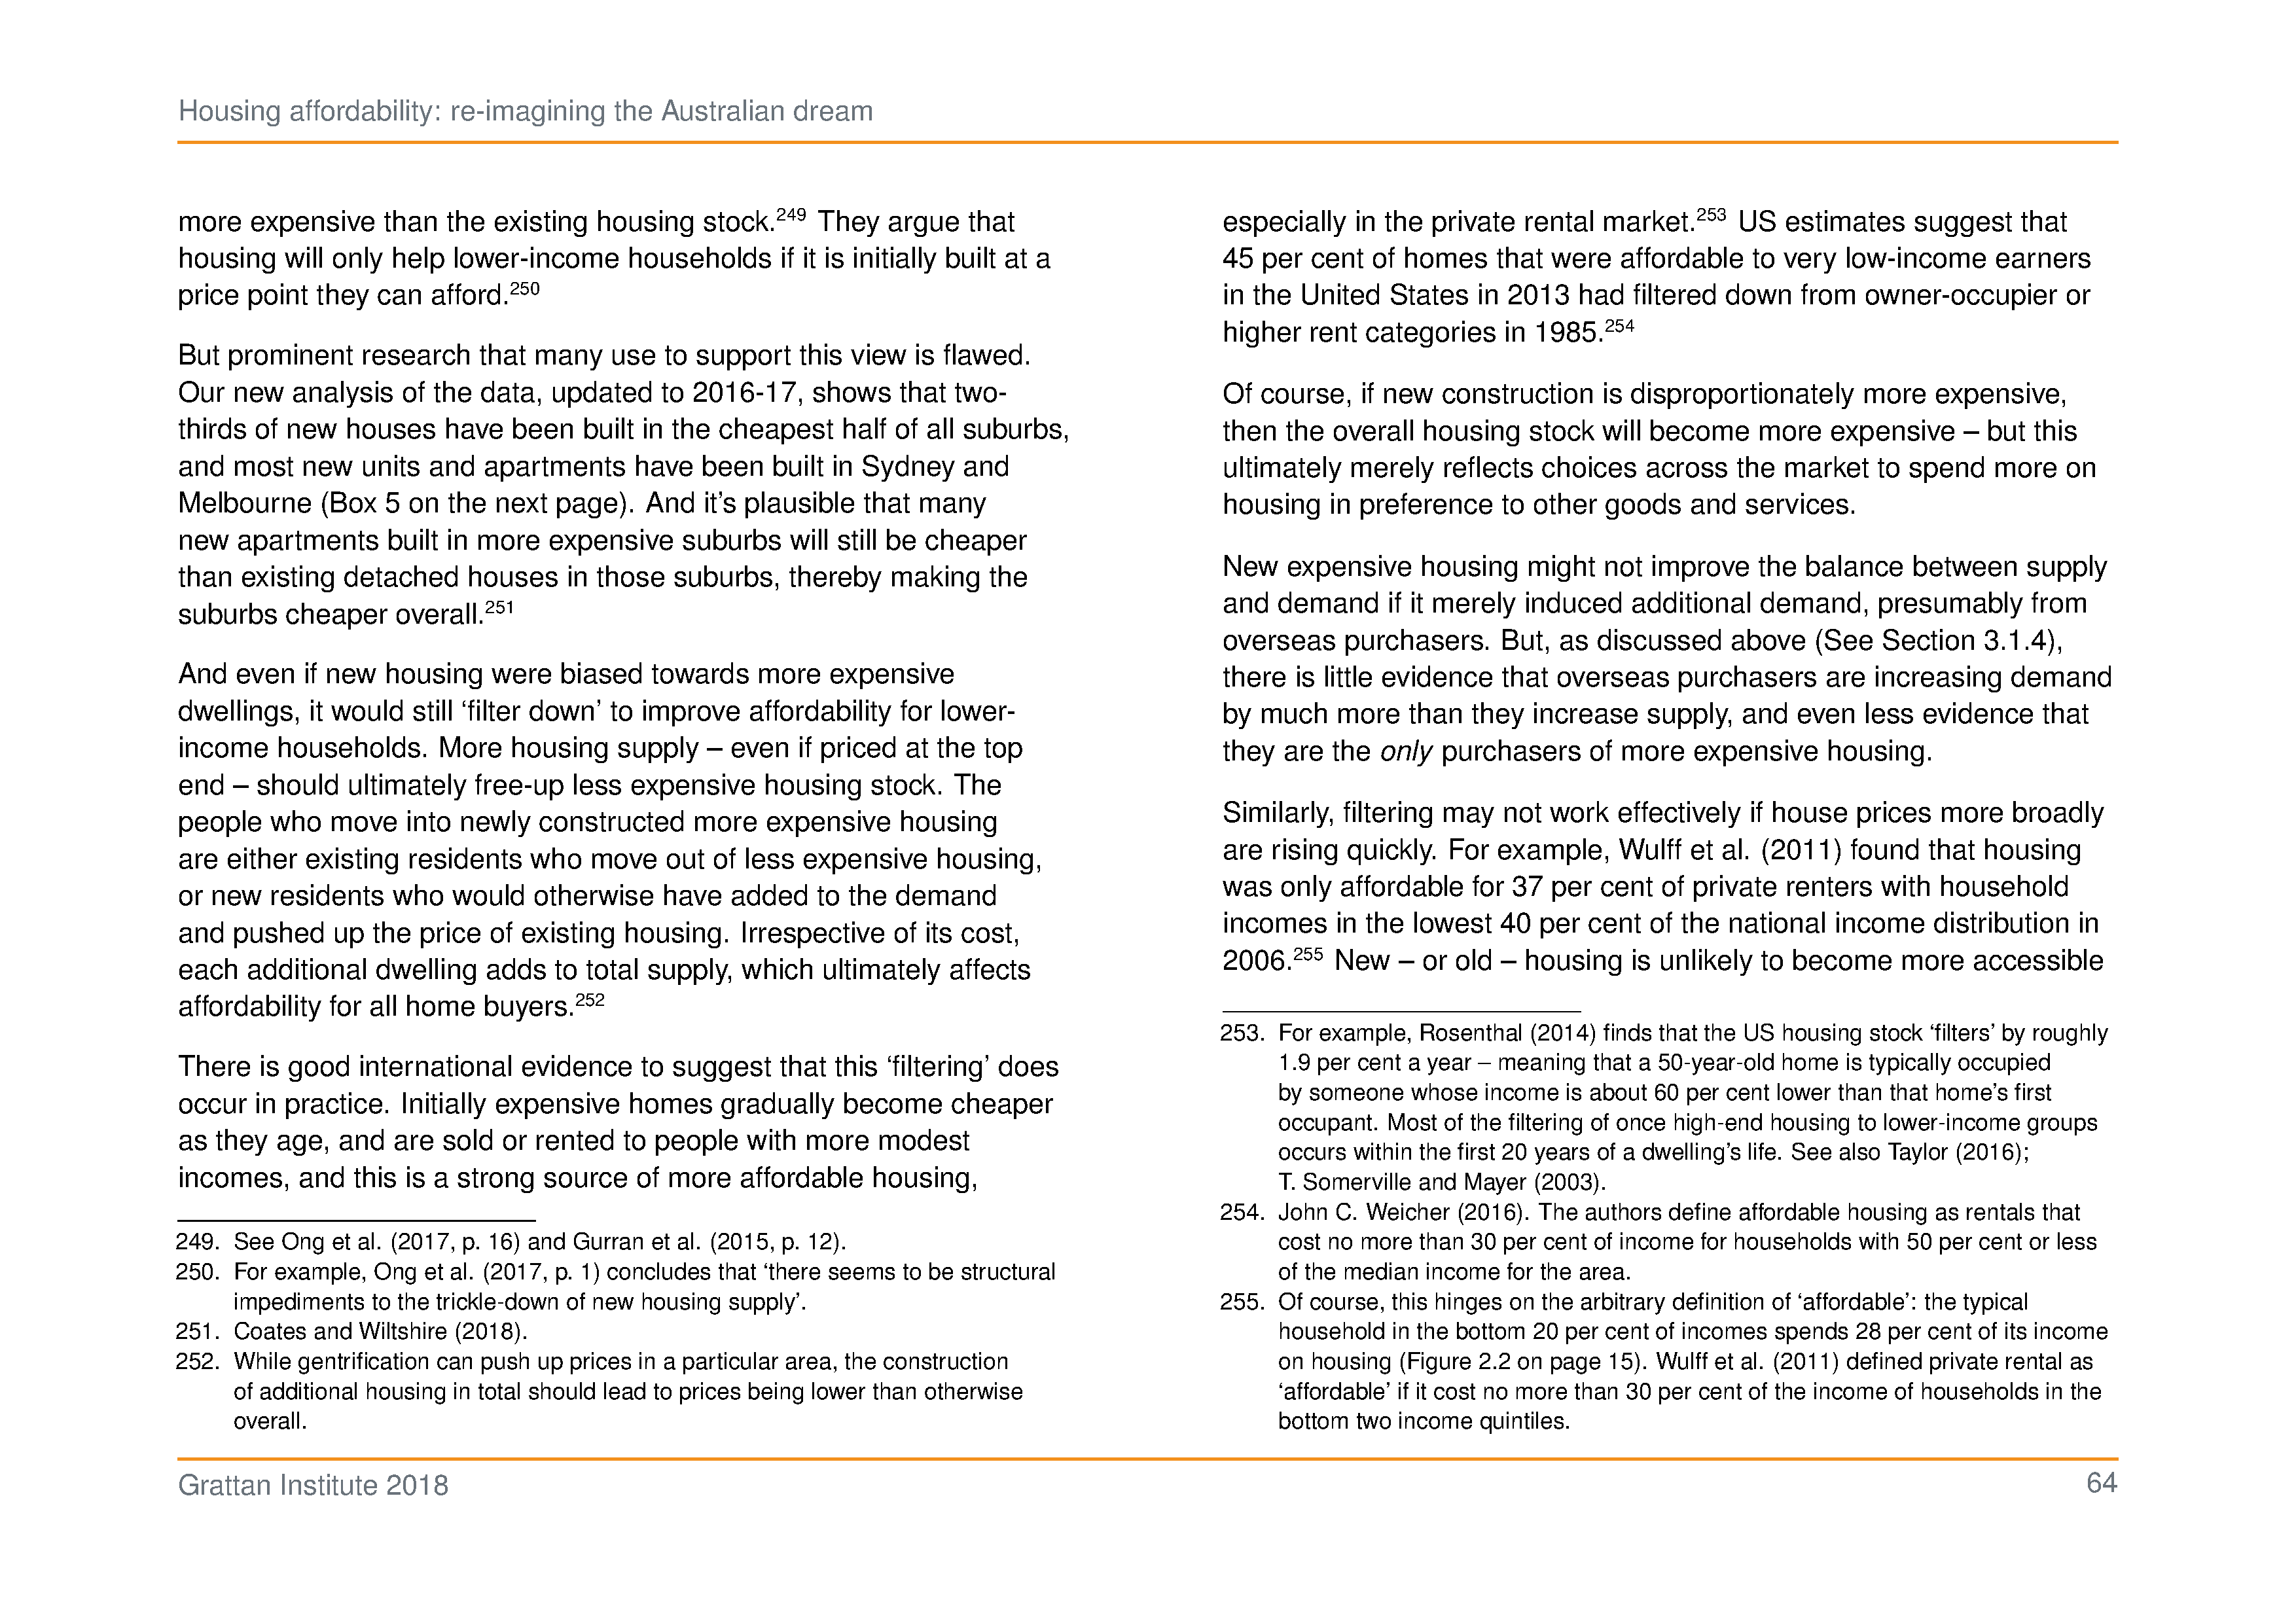 Housing affordability: re-imagining the Australian dream
more expensive than the existing housing stock.249 They argue that
housing will only help lower-income households if it is initially built at a
price point they can afford.250
But prominent research that many use to support this view is flawed.
Our new analysis of the data, updated to 2016-17, shows that two-
thirds of new houses have been built in the cheapest half of all suburbs,
and most new units and apartments have been built in Sydney and
Melbourne (Box 5 on the next page). And it's plausible that many
new apartments built in more expensive suburbs will still be cheaper
than existing detached houses in those suburbs, thereby making the
suburbs cheaper overall.251
And even if new housing were biased towards more expensive
dwellings, it would still ‘filter down’ to improve affordability for lower-
income households. More housing supply – even if priced at the top
end – should ultimately free-up less expensive housing stock. The
people who move into newly constructed more expensive housing
are either existing residents who move out of less expensive housing,
or new residents who would otherwise have added to the demand
and pushed up the price of existing housing. Irrespective of its cost,
each additional dwelling adds to total supply, which ultimately affects
affordability for all home buyers.252
There is good international evidence to suggest that this ‘filtering’ does
occur in practice. Initially expensive homes gradually become cheaper
as they age, and are sold or rented to people with more modest
incomes, and this is a strong source of more affordable housing,
249. See Ong et al. (2017, p. 16) and Gurran et al. (2015, p. 12).
250. For example, Ong et al. (2017, p. 1) concludes that ‘there seems to be structural
impediments to the trickle-down of new housing supply’.
251. Coates and Wiltshire (2018).
252. While gentrification can push up prices in a particular area, the construction
of additional housing in total should lead to prices being lower than otherwise
overall.
especially in the private rental market.253 US estimates suggest that
45 per cent of homes that were affordable to very low-income earners
in the United States in 2013 had filtered down from owner-occupier or
higher rent categories in 1985.254
Of course, if new construction is disproportionately more expensive,
then the overall housing stock will become more expensive – but this
ultimately merely reflects choices across the market to spend more on
housing in preference to other goods and services.
New expensive housing might not improve the balance between supply
and demand if it merely induced additional demand, presumably from
overseas purchasers. But, as discussed above (See Section 3.1.4),
there is little evidence that overseas purchasers are increasing demand
by much more than they increase supply, and even less evidence that
they are the only purchasers of more expensive housing.
Similarly, filtering may not work effectively if house prices more broadly
are rising quickly. For example, Wulff et al. (2011) found that housing
was only affordable for 37 per cent of private renters with household
incomes in the lowest 40 per cent of the national income distribution in
2006.255 New – or old – housing is unlikely to become more accessible
253. For example, Rosenthal (2014) finds that the US housing stock ‘filters’ by roughly
1.9 per cent a year – meaning that a 50-year-old home is typically occupied
by someone whose income is about 60 per cent lower than that home's first
occupant. Most of the filtering of once high-end housing to lower-income groups
occurs within the first 20 years of a dwelling's life. See also Taylor (2016);
T. Somerville and Mayer (2003).
254. John C. Weicher (2016). The authors define affordable housing as rentals that
cost no more than 30 per cent of income for households with 50 per cent or less
of the median income for the area.
255. Of course, this hinges on the arbitrary definition of ‘affordable’: the typical
household in the bottom 20 per cent of incomes spends 28 per cent of its income
on housing (Figure 2.2 on page 15). Wulff et al. (2011) defined private rental as
‘affordable’ if it cost no more than 30 per cent of the income of households in the
bottom two income quintiles.
Grattan Institute 2018
64